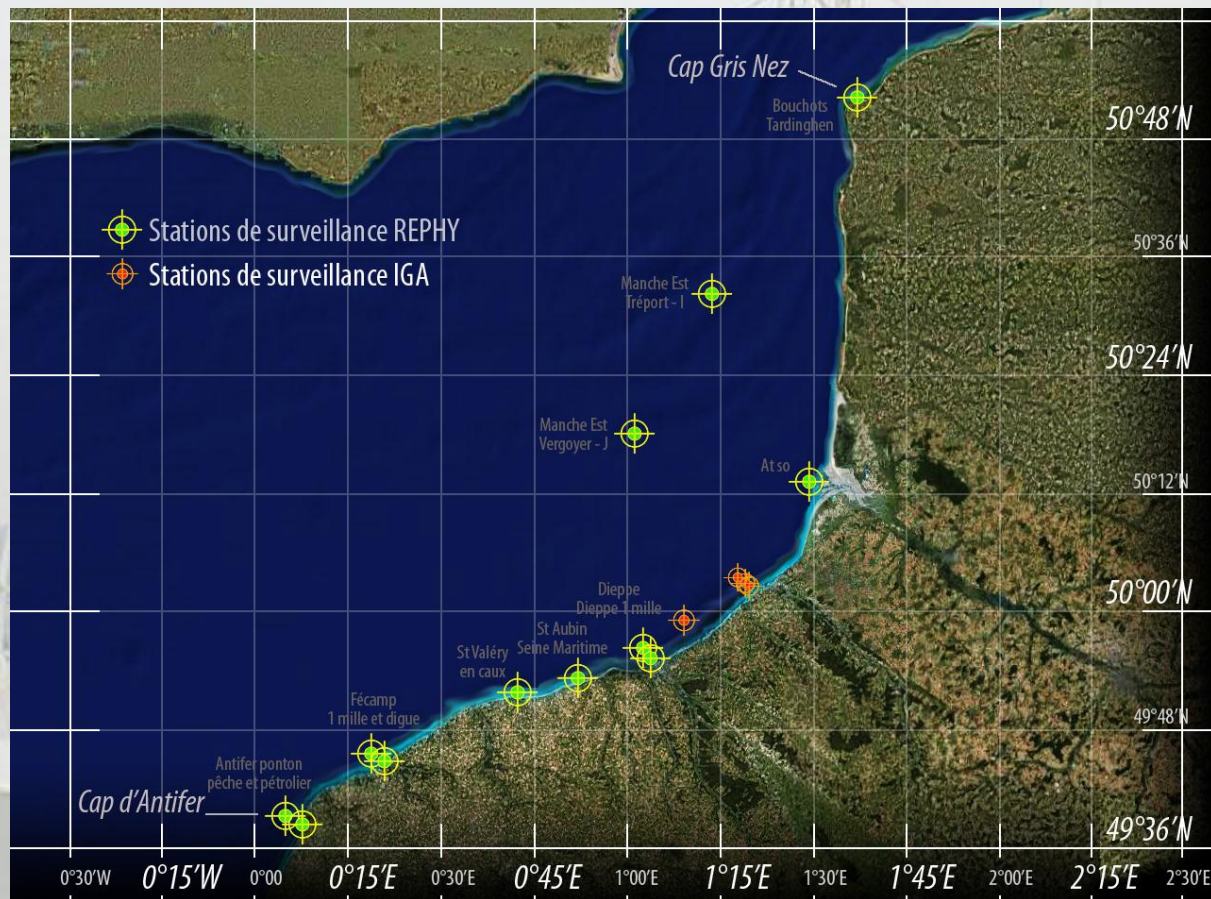 Cap Gris Nez
Bouchots
Tardinghen
50°48'N
Stations de surveillance REPHY
50°36'N
Stations de surveillance IGA
Manche Est
Tréport - I
50°24'N
Manche Est
Vergoyer - J
At so
50°12'N
Dieppe
Dieppe 1 mille
50°00'N
St Aubin
Seine Maritime
St Valéry
en caux
Fécamp
1 mille et digue
49°48'N
Antifer ponton
pêche et pétrolier
Cap d'Antifer
49°36'N
0°30'W 0°15'W 0°00 0°15'E 0°30'E 0°45'E 1°00'E 1°15'E 1°30'E 1°45'E 2°00'E 2°15'E 2°30'E